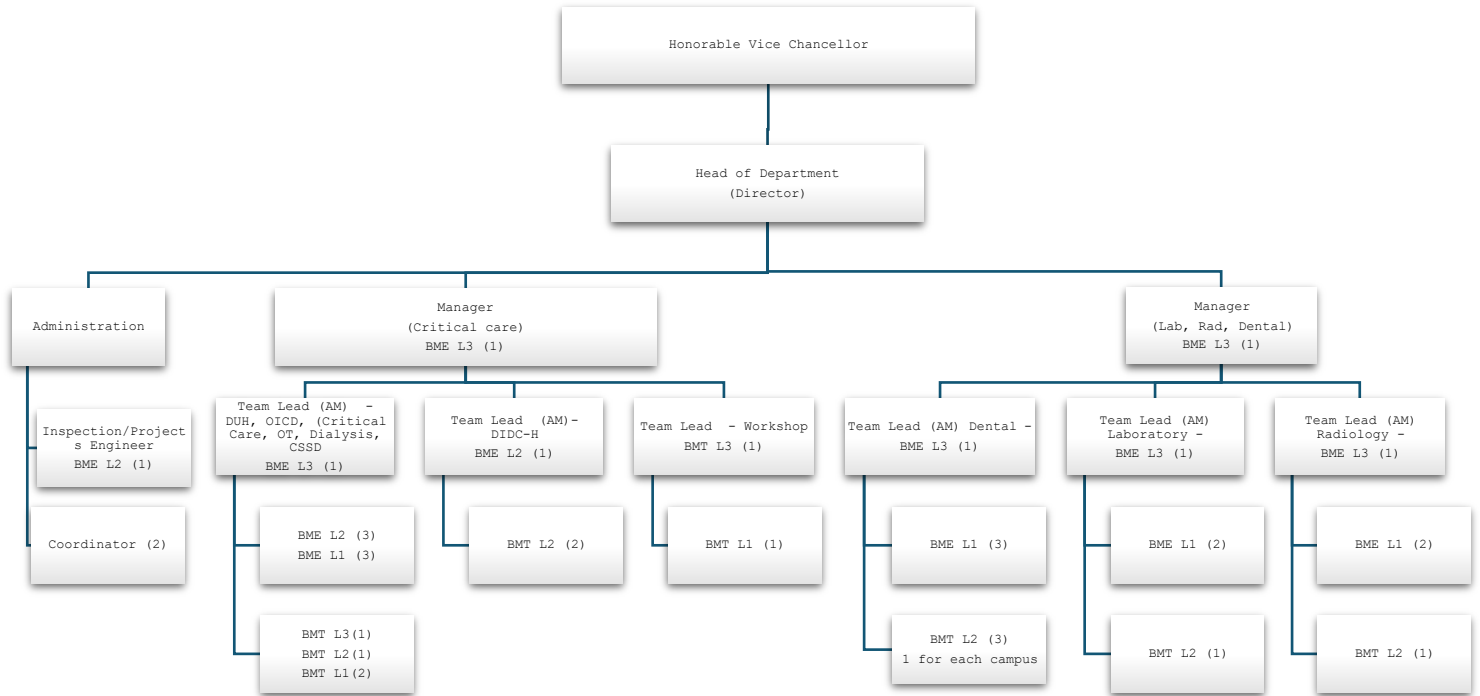 Honorable Vice Chancellor
Head of Department
(Director)
Administration
Manager
(Critical care)
BME L3 (1)
Manager
(Lab, Rad, Dental)
BME L3 (1)
Inspection/Project
s Engineer
BME L2 (1)
Coordinator (2)
Team Lead (AM)  -
DUH, OICD, (Critical
Care, OT, Dialysis,
CSSD
BME L3 (1)
BME L2 (3)
BME L1 (3)
BMT L3(1)
BMT L2(1)
BMT L1(2)
Team Lead  (AM)-
DIDC-H
BME L2 (1)
BMT L2 (2)
Team Lead  - Workshop
BMT L3 (1)
BMT L1 (1)
Team Lead (AM) Dental -
BME L3 (1)
BME L1 (3)
BMT L2 (3)
1 for each campus
Team Lead (AM)
Laboratory -
BME L3 (1)
BME L1 (2)
BMT L2 (1)
Team Lead (AM)
Radiology -
BME L3 (1)
BME L1 (2)
BMT L2 (1)